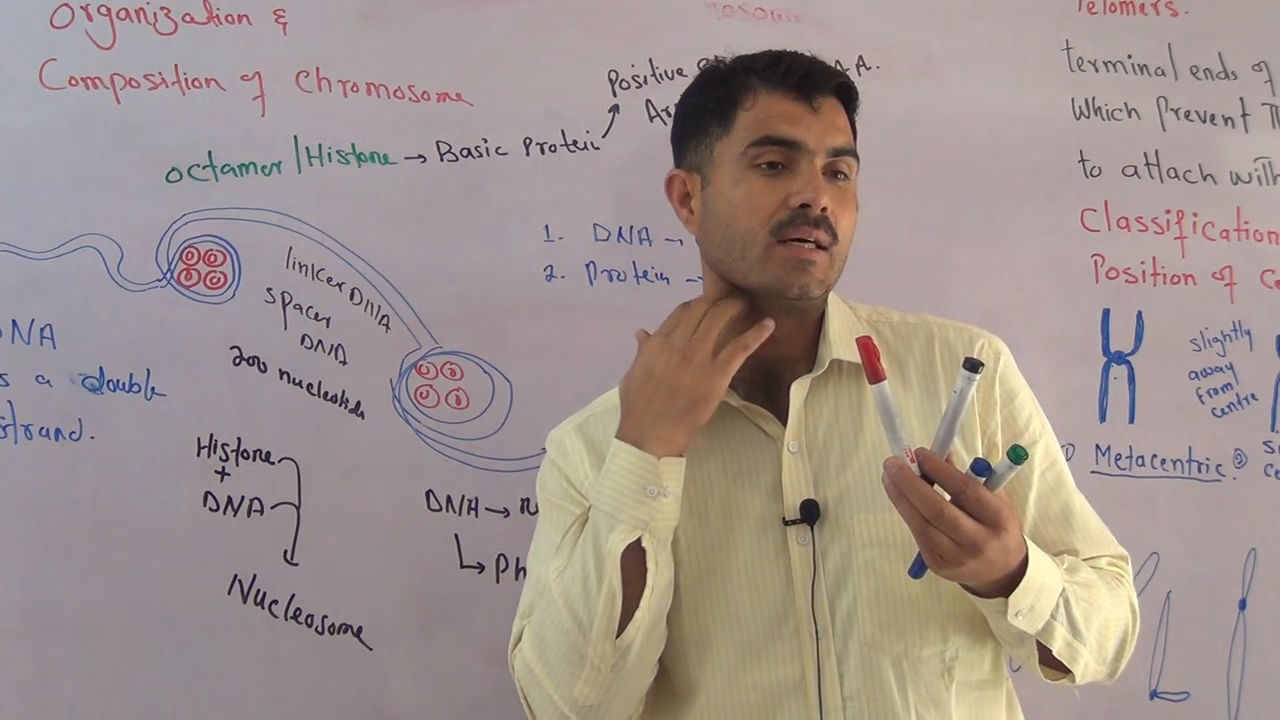 Organization &
Composition of Chromosome
octamer/Histone → Basic Protein
Positive
A.
linker DNA
spacer
DNA
200 nucleotide
1. DNA →
2. Protein →
DNA
a double
strand.
Histone
+
DNA
Nucleosome
DNA →
Telomers.
terminal ends of
Which Prevent
to attach with
Classification
Position of
slightly
away
from
centre
Metacentric ②